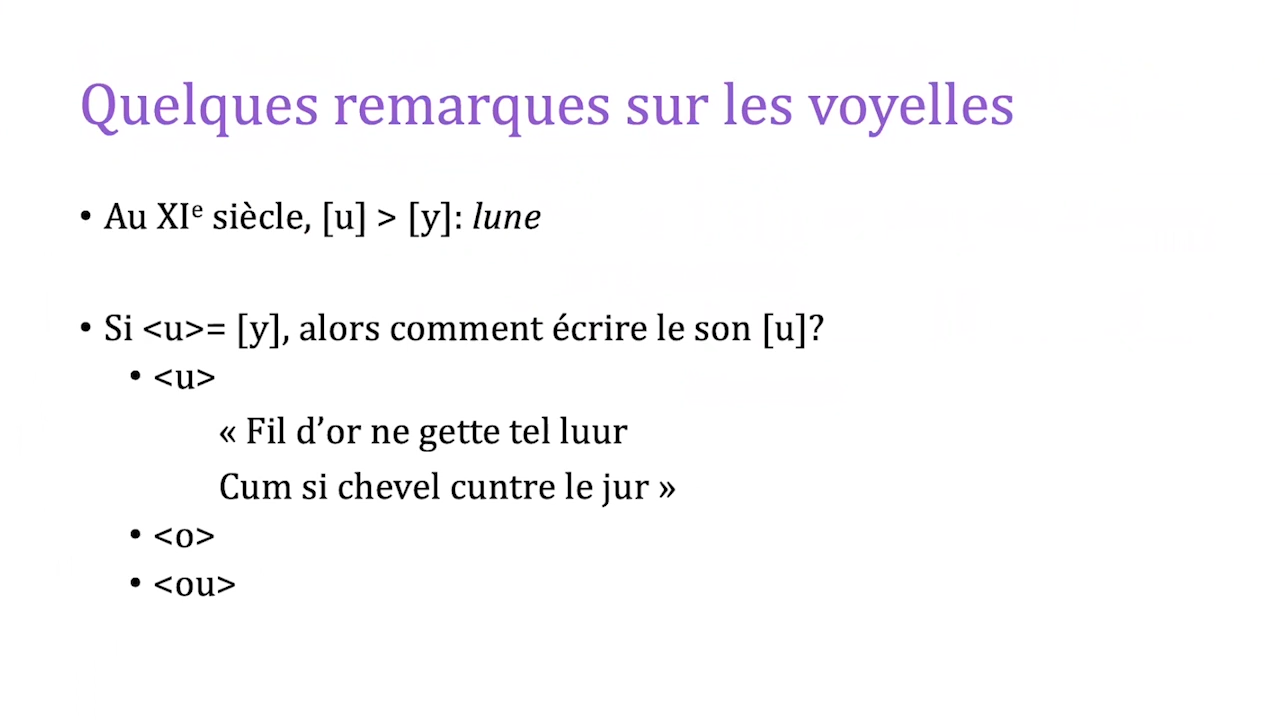 Quelques remarques sur les voyelles
• Au XIᵉ siècle, [u] > [y]: lune
• Si <u>= [y], alors comment écrire le son [u]?
• <u>
« Fil d’or ne gette tel luur
Cum si chevel cuntre le jur »
• <o>
• <ou>